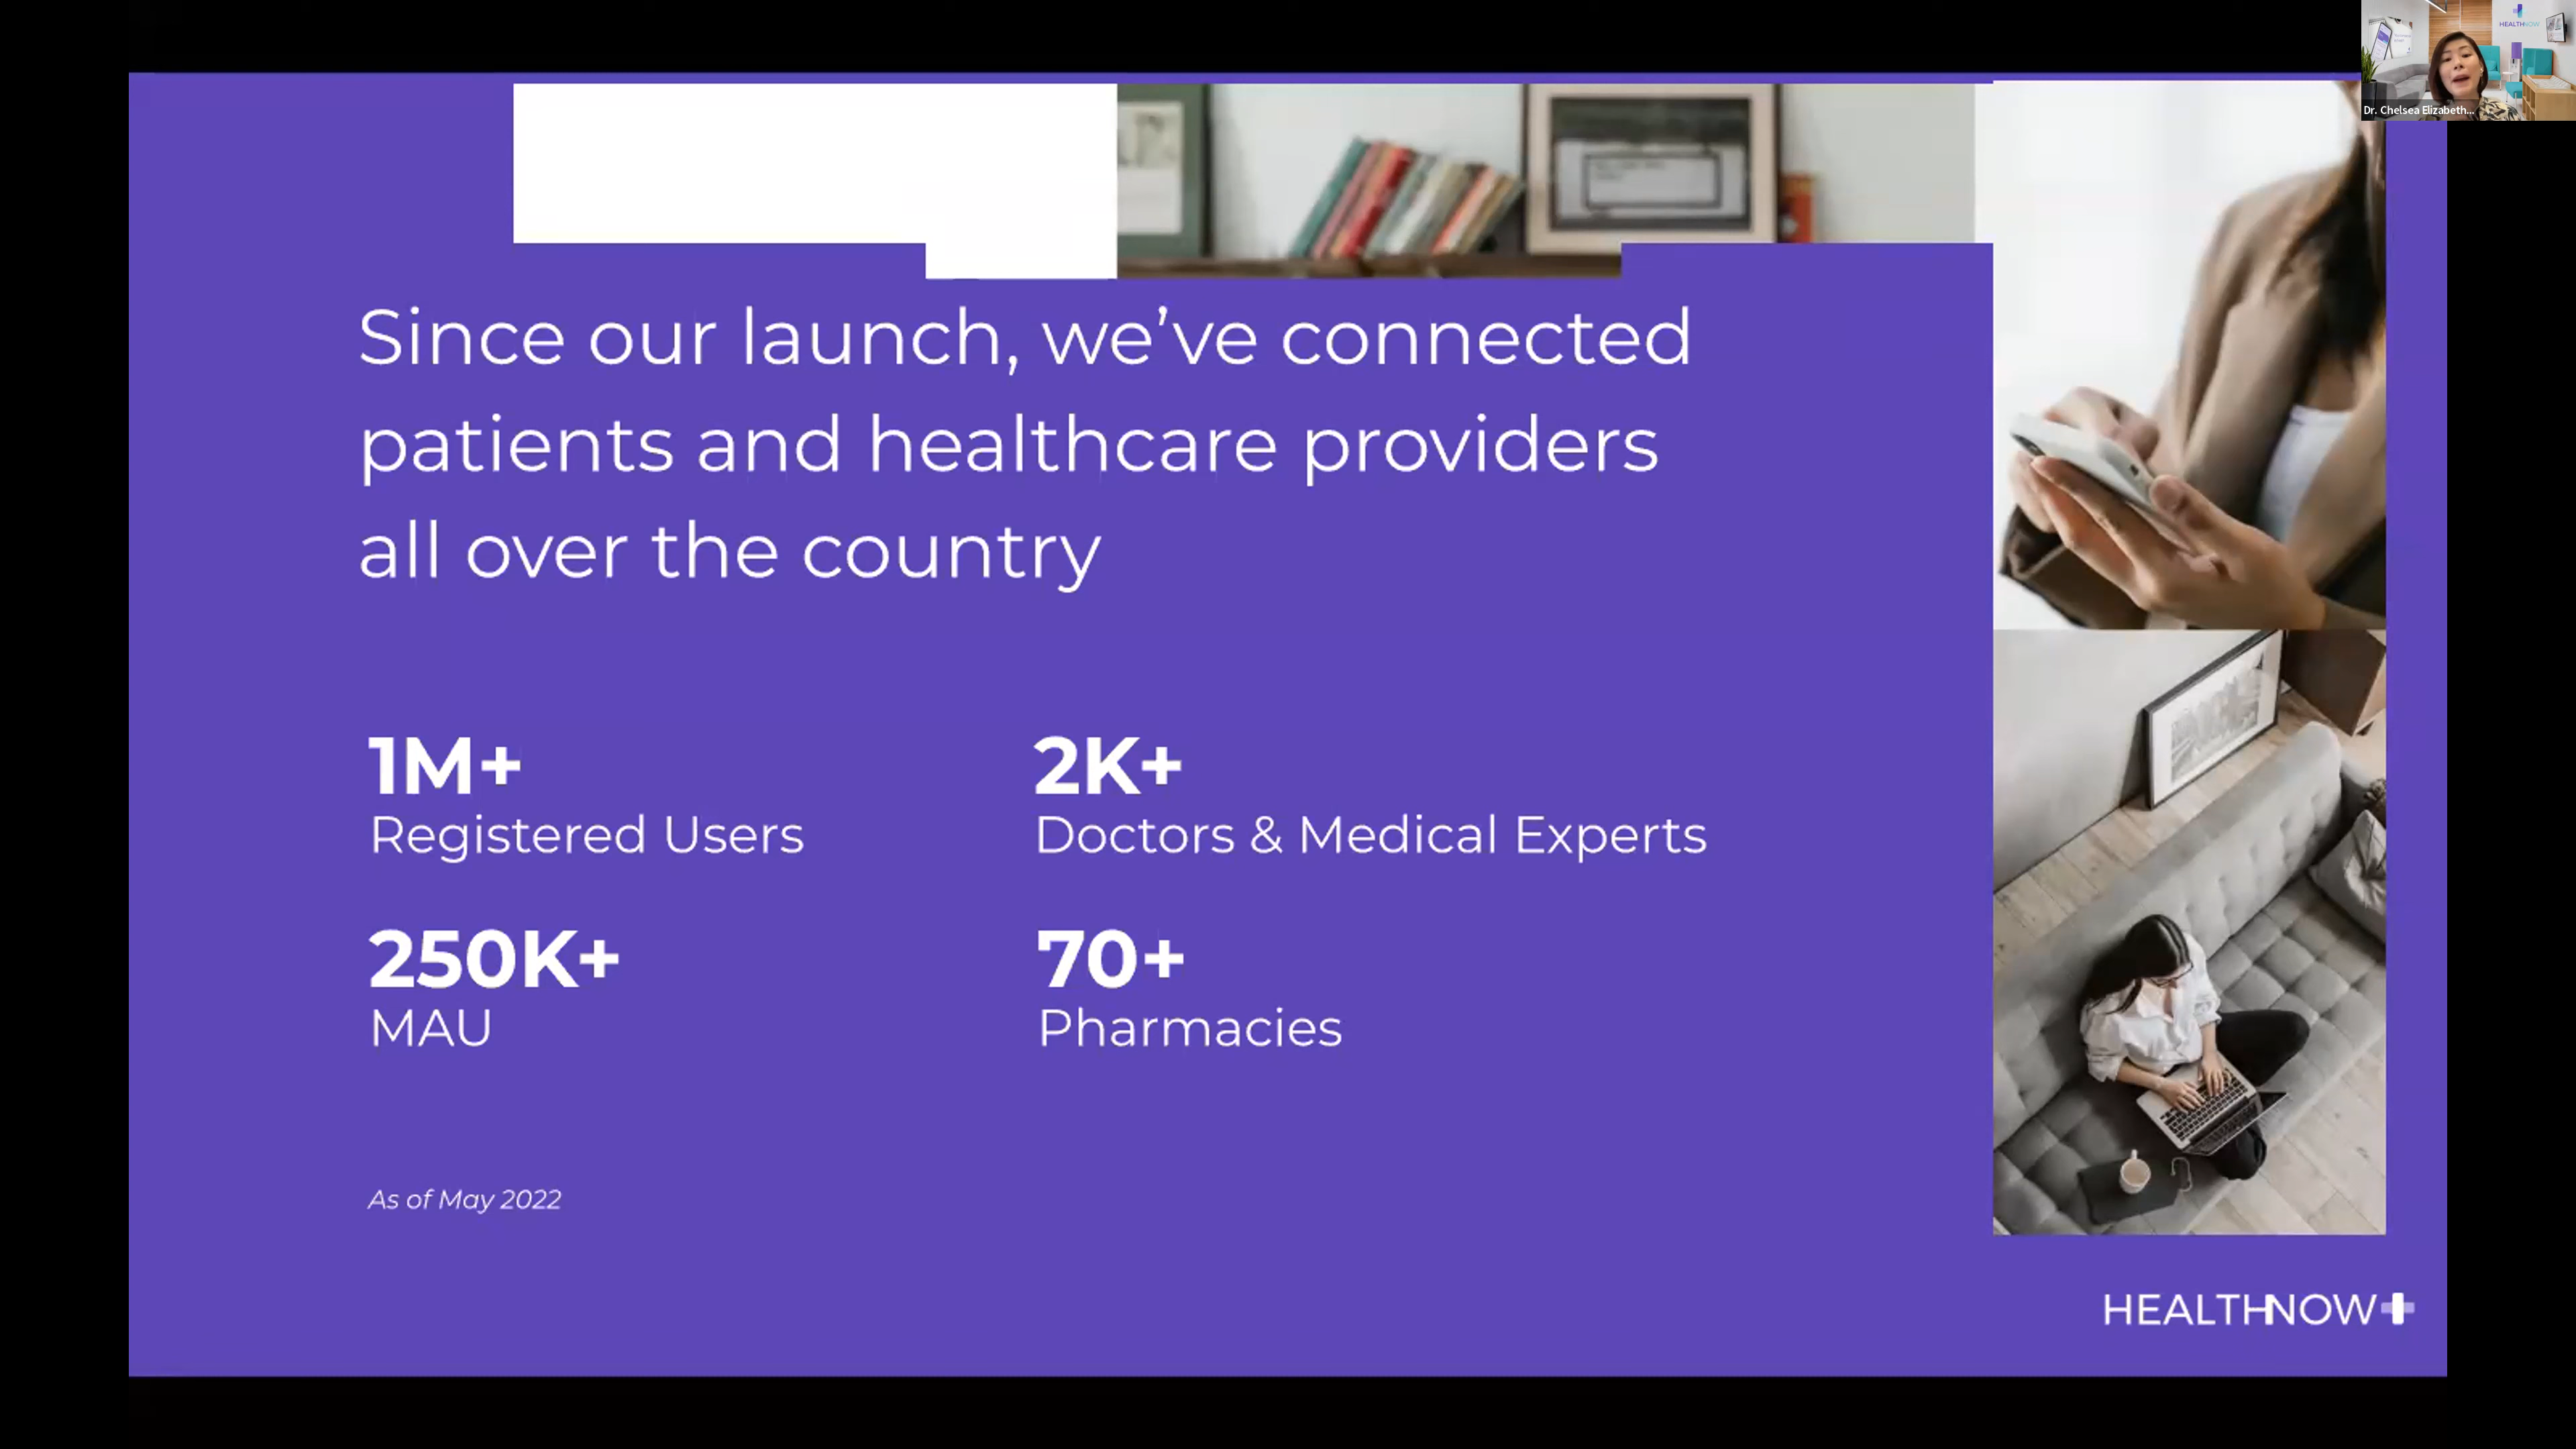 HEALTHNOW
Dr. Chelsea Elizabeth...
Since our launch, we’ve connected
patients and healthcare providers
all over the country
1M+
Registered Users
2K+
Doctors & Medical Experts
250K+
MAU
70+
Pharmacies
As of May 2022
HEALTHNOW